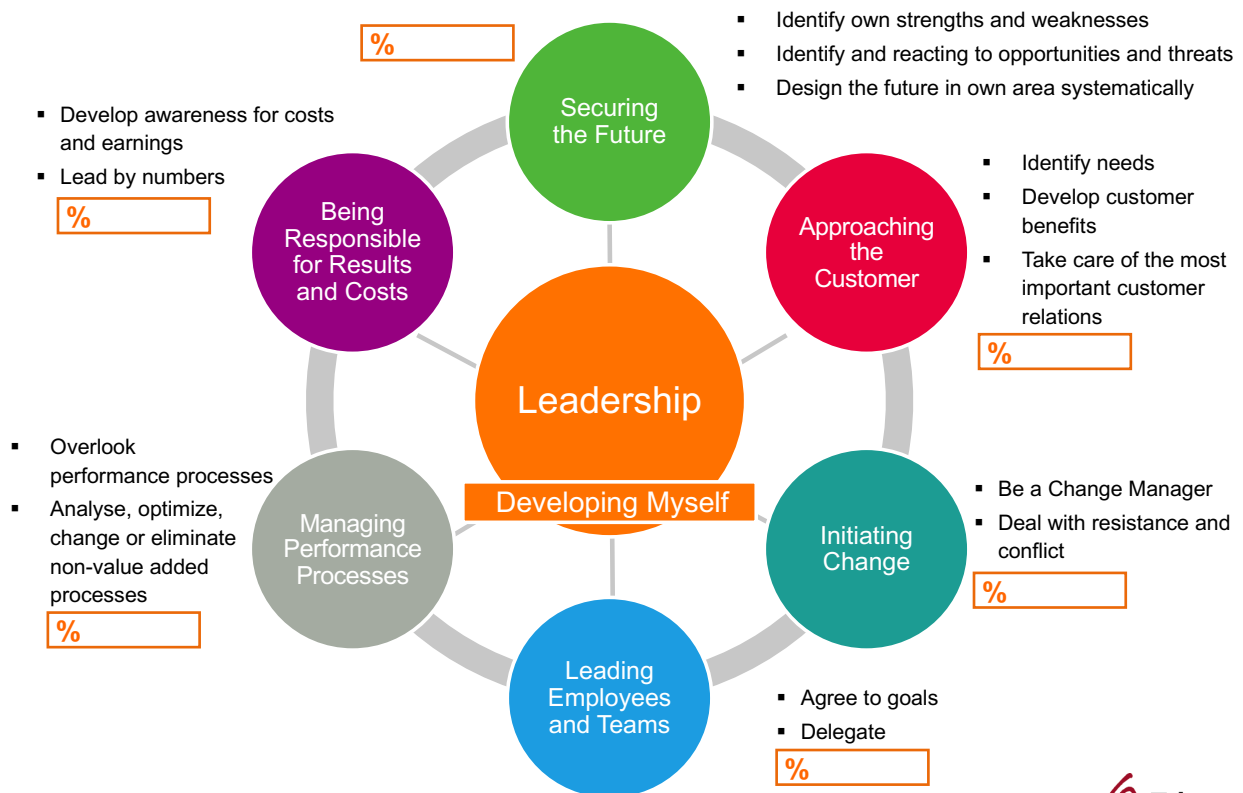 %
▪ Identify own strengths and weaknesses
▪ Identify and reacting to opportunities and threats
▪ Design the future in own area systematically
Securing
the Future
▪ Develop awareness for costs
and earnings
▪ Lead by numbers
%
Being
Responsible
for Results
and Costs
Approaching
the
Customer
▪ Identify needs
▪ Develop customer
benefits
▪ Take care of the most
important customer
relations
%
Leadership
Developing Myself
▪ Overlook
performance processes
▪ Analyse, optimize,
change or eliminate
non-value added
processes
%
Managing
Performance
Processes
Initiating
Change
▪ Be a Change Manager
▪ Deal with resistance and
conflict
%
Leading
Employees
and Teams
▪ Agree to goals
▪ Delegate
%